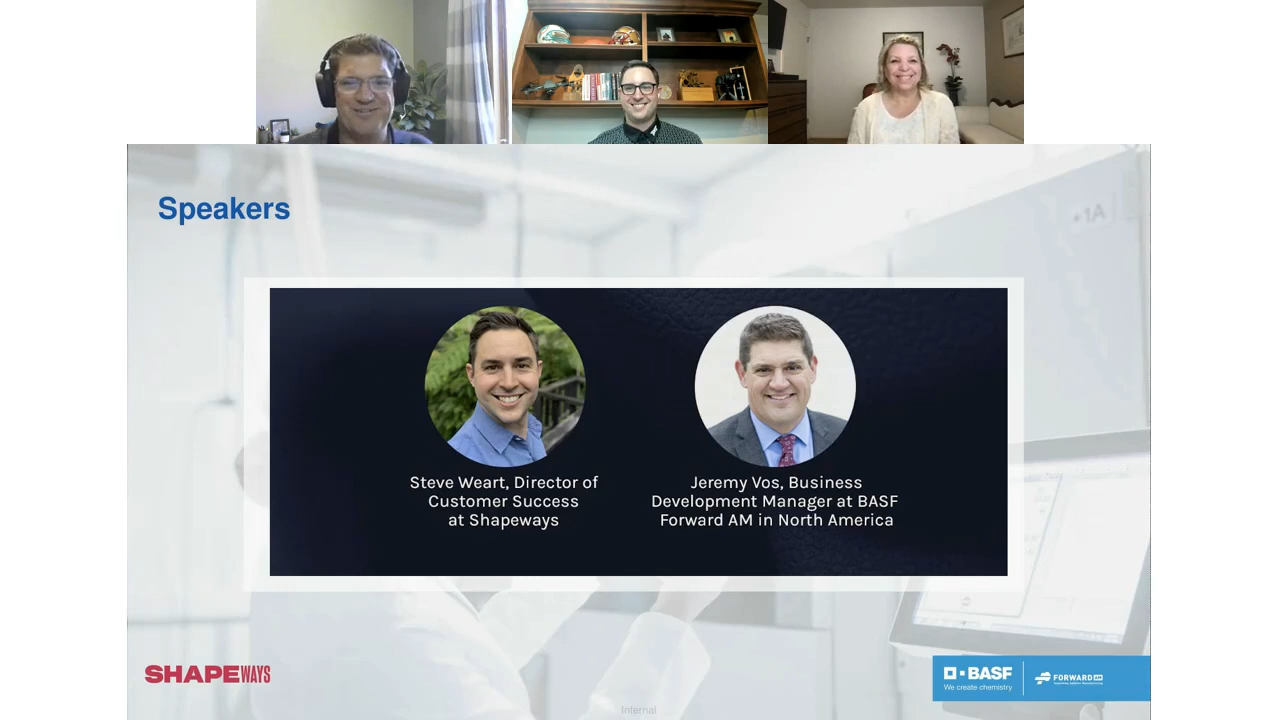 +1A
Speakers
Steve Weart, Director of
Customer Success
at Shapeways
Jeremy Vos, Business
Development Manager at BASF
Forward AM in North America
SHAPEWAYS
BASF
We create chemistry
FORWARD AM
Internal